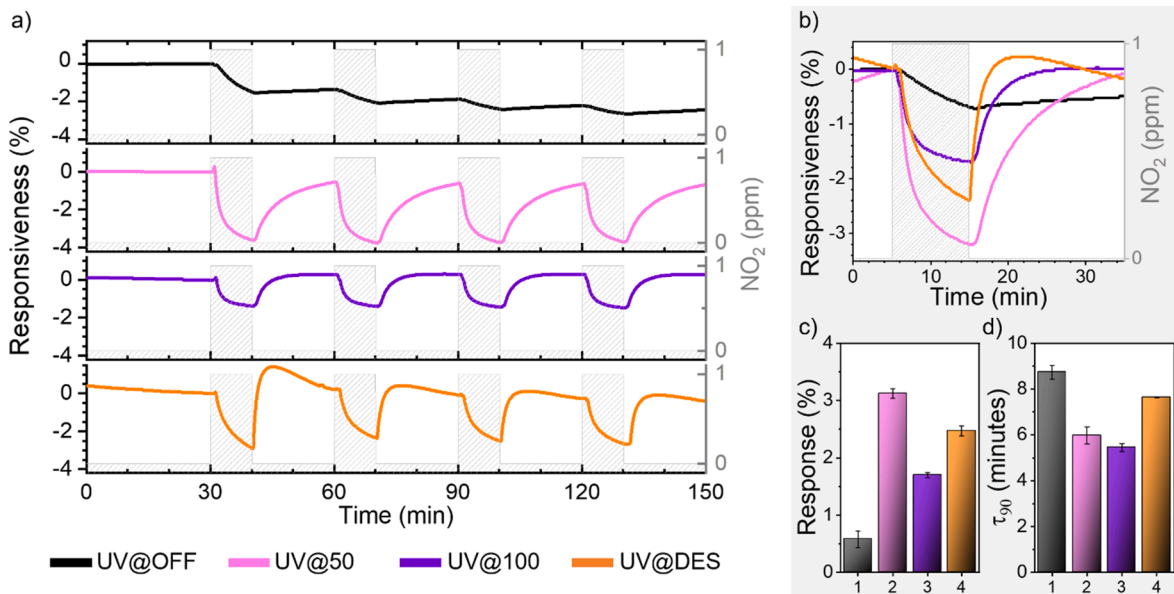 a)
Responsiveness (%)
0
-2
-4
0
-2
-4
0
-2
-4
0
-2
-4
1
0
1
0
1
0
1
0
NO2 (ppm)
0 30 60 90 120 150
Time (min)
UV@OFF UV@50 UV@100 UV@DES
b)
Responsiveness (%)
0
-1
-2
-3
1
0
NO2 (ppm)
0 10 20 30
Time (min)
c)
Response (%)
4
3
2
1
0
1 2 3 4
d)
τ90 (minutes)
10
8
6
4
2
0
1 2 3 4